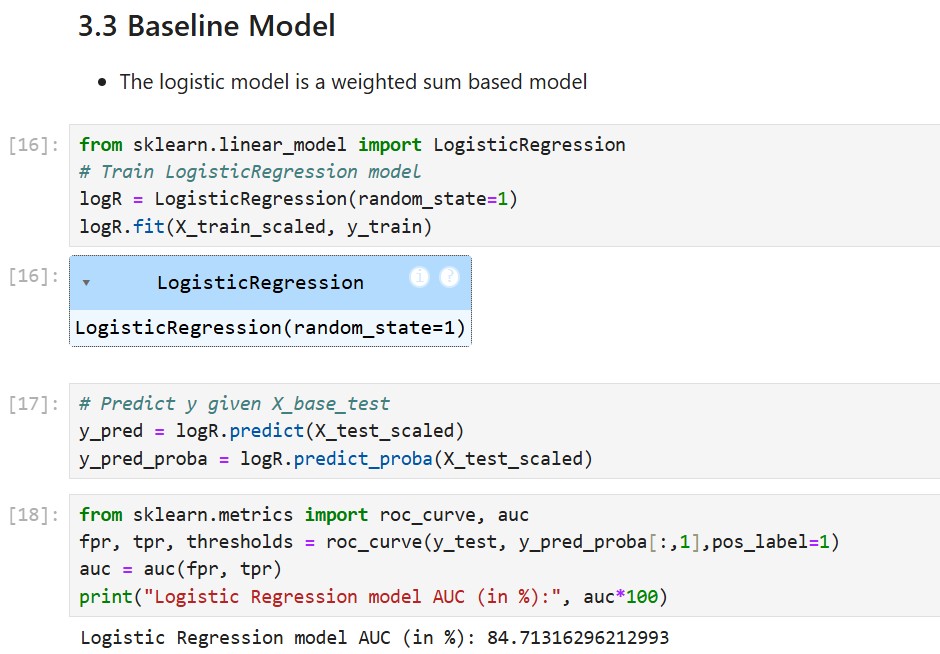 3.3 Baseline Model
• The logistic model is a weighted sum based model
[16]:
from sklearn.linear_model import LogisticRegression
# Train LogisticRegression model
logR = LogisticRegression(random_state=1)
logR.fit(X_train_scaled, y_train)
[16]:
▾ LogisticRegression i ?
LogisticRegression(random_state=1)
[17]:
# Predict y given X_base_test
y_pred = logR.predict(X_test_scaled)
y_pred_proba = logR.predict_proba(X_test_scaled)
[18]:
from sklearn.metrics import roc_curve, auc
fpr, tpr, thresholds = roc_curve(y_test, y_pred_proba[:,1],pos_label=1)
auc = auc(fpr, tpr)
print("Logistic Regression model AUC (in %):", auc*100)
Logistic Regression model AUC (in %): 84.71316296212993